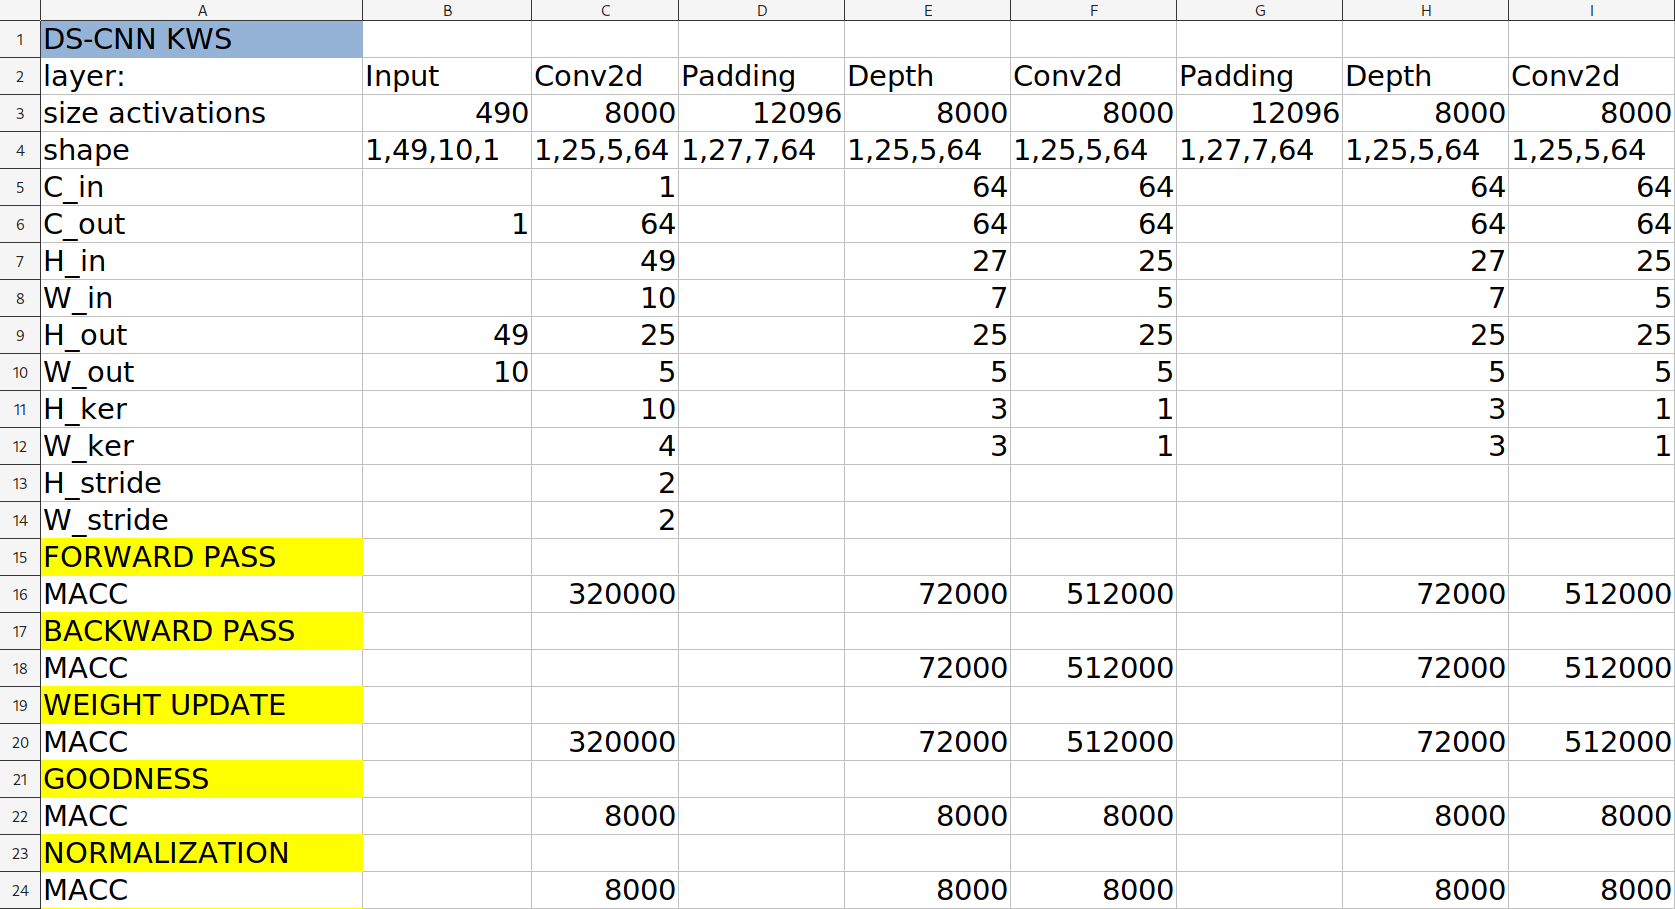 A B C D E F G H I
1 DS-CNN KWS
2 layer: Input Conv2d Padding Depth Conv2d Padding Depth Conv2d
3 size activations 490 8000 12096 8000 8000 12096 8000 8000
4 shape 1,49,10,1 1,25,5,64 1,27,7,64 1,25,5,64 1,25,5,64 1,27,7,64 1,25,5,64 1,25,5,64
5 C_in 1 64 64 64 64
6 C_out 1 64 64 64 64 64
7 H_in 49 27 25 27 25
8 W_in 10 7 5 7 5
9 H_out 49 25 25 25 25 25
10 W_out 10 5 5 5 5 5
11 H_ker 10 3 1 3 1
12 W_ker 4 3 1 3 1
13 H_stride 2
14 W_stride 2
15 FORWARD PASS
16 MACC 320000 72000 512000 72000 512000
17 BACKWARD PASS
18 MACC 72000 512000 72000 512000
19 WEIGHT UPDATE
20 MACC 320000 72000 512000 72000 512000
21 GOODNESS
22 MACC 8000 8000 8000 8000 8000
23 NORMALIZATION
24 MACC 8000 8000 8000 8000 8000